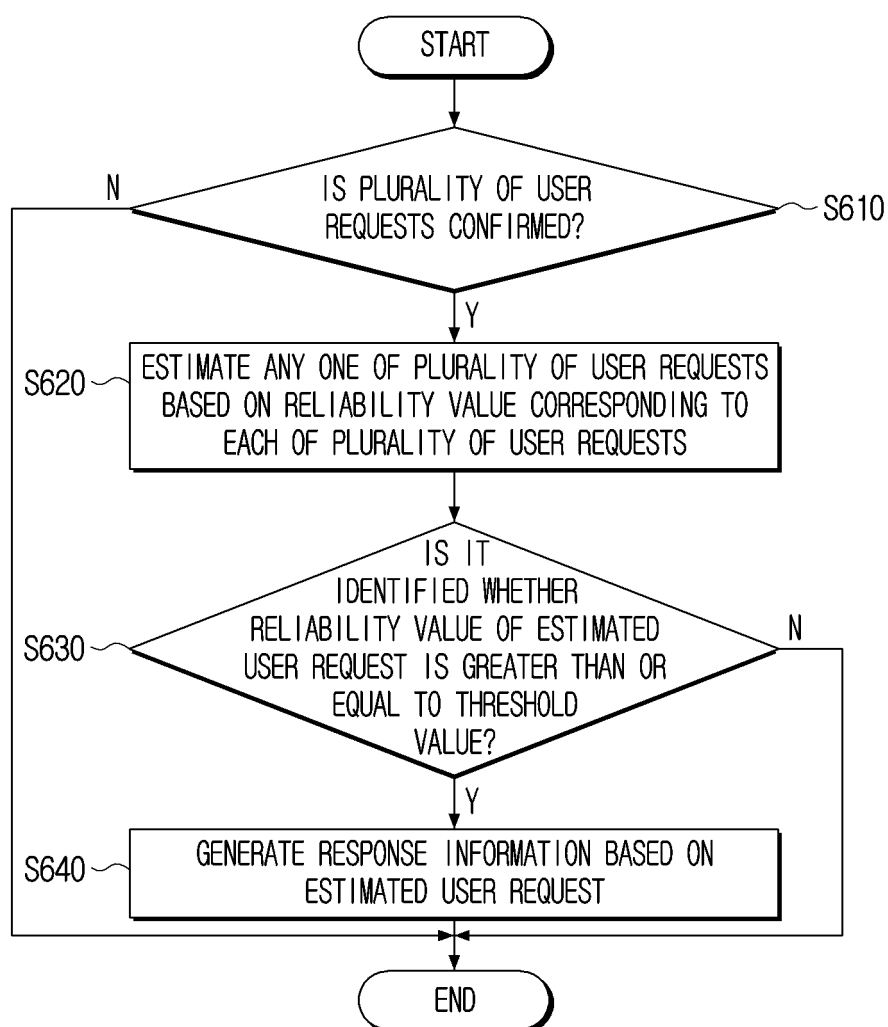 START
N
IS PLURALITY OF USER
REQUESTS CONFIRMED?
S610
Y
S620
ESTIMATE ANY ONE OF PLURALITY OF USER REQUESTS
BASED ON RELIABILITY VALUE CORRESPONDING TO
EACH OF PLURALITY OF USER REQUESTS
IS IT
IDENTIFIED WHETHER
RELIABILITY VALUE OF ESTIMATED
USER REQUEST IS GREATER THAN OR
EQUAL TO THRESHOLD
VALUE?
S630
N
Y
S640
GENERATE RESPONSE INFORMATION BASED ON
ESTIMATED USER REQUEST
END